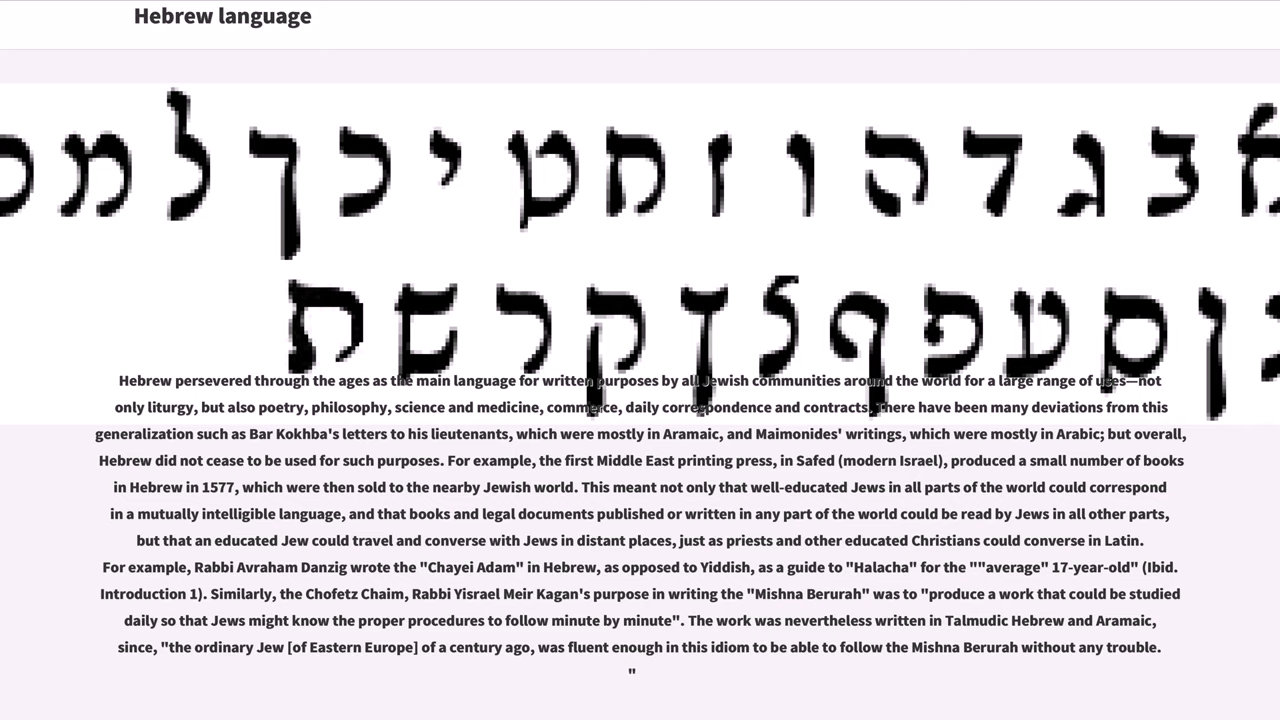 Hebrew language
אבגדהוזחטיכךלמ
ןסעפףצץקרשת
Hebrew persevered through the ages as the main language for written purposes by all Jewish communities around the world for a large range of uses—not
only liturgy, but also poetry, philosophy, science and medicine, commerce, daily correspondence and contracts. There have been many deviations from this
generalization such as Bar Kokhba's letters to his lieutenants, which were mostly in Aramaic, and Maimonides' writings, which were mostly in Arabic; but overall,
Hebrew did not cease to be used for such purposes. For example, the first Middle East printing press, in Safed (modern Israel), produced a small number of books
in Hebrew in 1577, which were then sold to the nearby Jewish world. This meant not only that well-educated Jews in all parts of the world could correspond
in a mutually intelligible language, and that books and legal documents published or written in any part of the world could be read by Jews in all other parts,
but that an educated Jew could travel and converse with Jews in distant places, just as priests and other educated Christians could converse in Latin.
For example, Rabbi Avraham Danzig wrote the "Chayei Adam" in Hebrew, as opposed to Yiddish, as a guide to "Halacha" for the ""average" 17-year-old" (Ibid.
Introduction 1). Similarly, the Chofetz Chaim, Rabbi Yisrael Meir Kagan's purpose in writing the "Mishna Berurah" was to "produce a work that could be studied
daily so that Jews might know the proper procedures to follow minute by minute". The work was nevertheless written in Talmudic Hebrew and Aramaic,
since, "the ordinary Jew [of Eastern Europe] of a century ago, was fluent enough in this idiom to be able to follow the Mishna Berurah without any trouble.
"